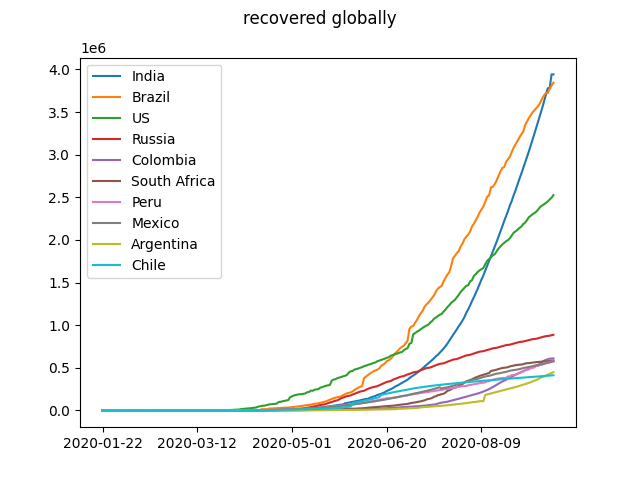 recovered globally
1e6
4.0
3.5
3.0
2.5
2.0
1.5
1.0
0.5
0.0
India
Brazil
US
Russia
Colombia
South Africa
Peru
Mexico
Argentina
Chile
2020-01-22 2020-03-12 2020-05-01 2020-06-20 2020-08-09